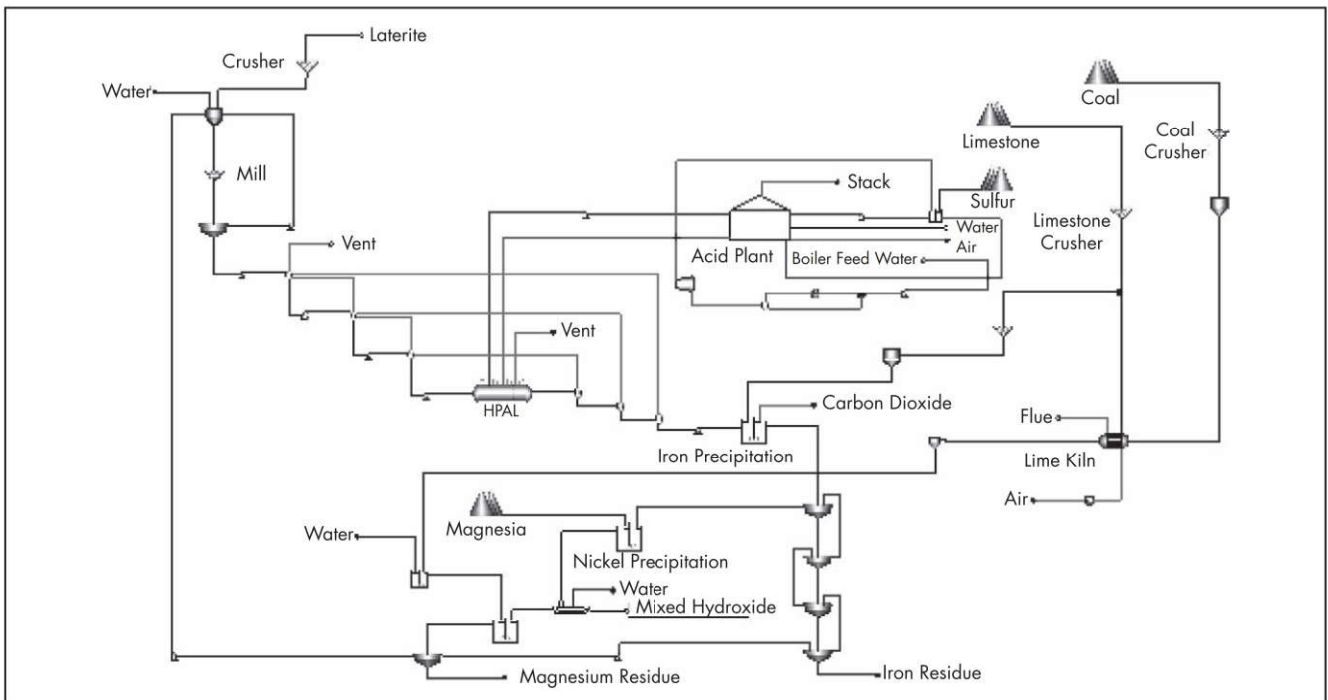 Laterite
Crusher
Water
Coal
Coal
Crusher
Limestone
Mill
Stack
Sulfur
Limestone
Crusher
Water
Air
Acid Plant
Boiler Feed Water
Vent
Vent
HPAL
Carbon Dioxide
Flue
Iron Precipitation
Lime Kiln
Air
Magnesia
Water
Nickel Precipitation
Water
Mixed Hydroxide
Magnesium Residue
Iron Residue